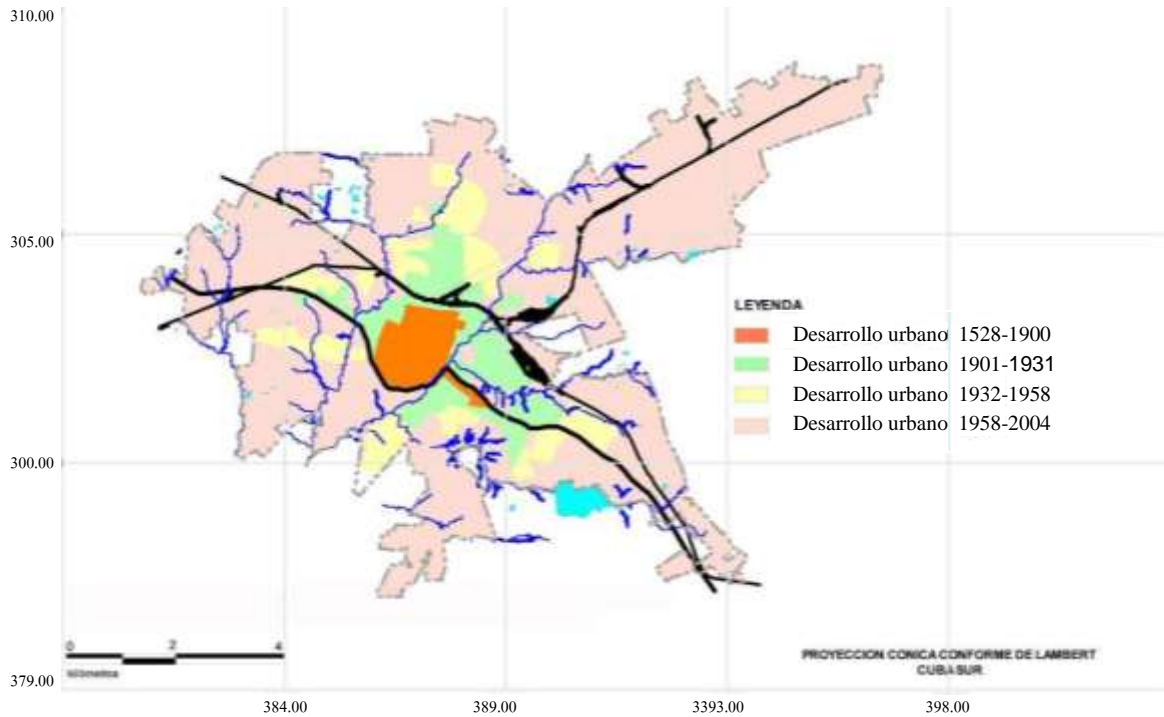 310.00
305.00
LEYENDA
Desarrollo urbano 1528-1900
Desarrollo urbano 1901-1931
Desarrollo urbano 1932-1958
Desarrollo urbano 1958-2004
300.00
0 2 4
kilómetros
PROYECCION CONICA CONFORME DE LAMBERT
CUBASUR
379.00
384.00 389.00 3393.00 398.00